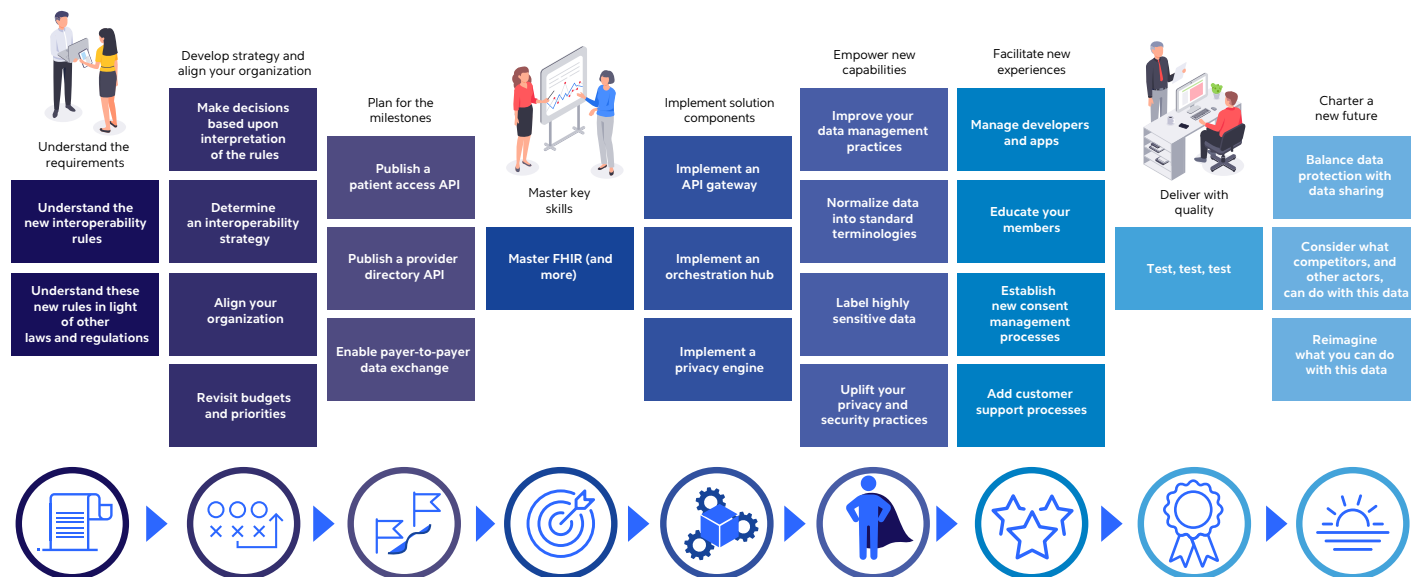 Understand the
requirements
Understand the
new interoperability
rules
Understand these
new rules in light
of other
laws and regulations
Develop strategy and
align your organization
Make decisions
based upon
interpretation
of the rules
Determine
an interoperability
strategy
Align your
organization
Revisit budgets
and priorities
Plan for the
milestones
Publish a
patient access API
Publish a provider
directory API
Enable payer-to-payer
data exchange
Master key
skills
Master FHIR (and
more)
Implement solution
components
Implement an
API gateway
Implement an
orchestration hub
Implement a
privacy engine
Empower new
capabilities
Improve your
data management
practices
Normalize data
into standard
terminologies
Label highly
sensitive data
Uplift your
privacy and
security practices
Facilitate new
experiences
Manage developers
and apps
Educate your
members
Establish
new consent
management
processes
Add customer
support processes
Deliver with
quality
Test, test, test
Charter a
new future
Balance data
protection with
data sharing
Consider what
competitors, and
other actors,
can do with this data
Reimagine
what you can do
with this data